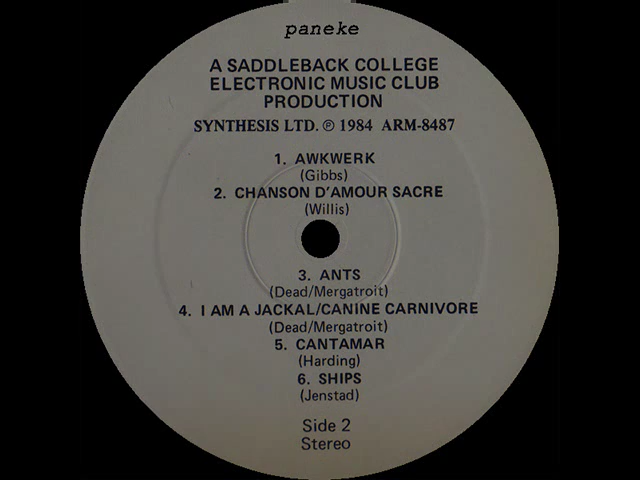 paneke
A SADDLEBACK COLLEGE
ELECTRONIC MUSIC CLUB
PRODUCTION
SYNTHESIS LTD. ℗ 1984 ARM-8487
1. AWKWERK
(Gibbs)
2. CHANSON D'AMOUR SACRE
(Willis)
3. ANTS
(Dead/Mergatroit)
4. I AM A JACKAL/CANINE CARNIVORE
(Dead/Mergatroit)
5. CANTAMAR
(Harding)
6. SHIPS
(Jenstad)
Side 2
Stereo